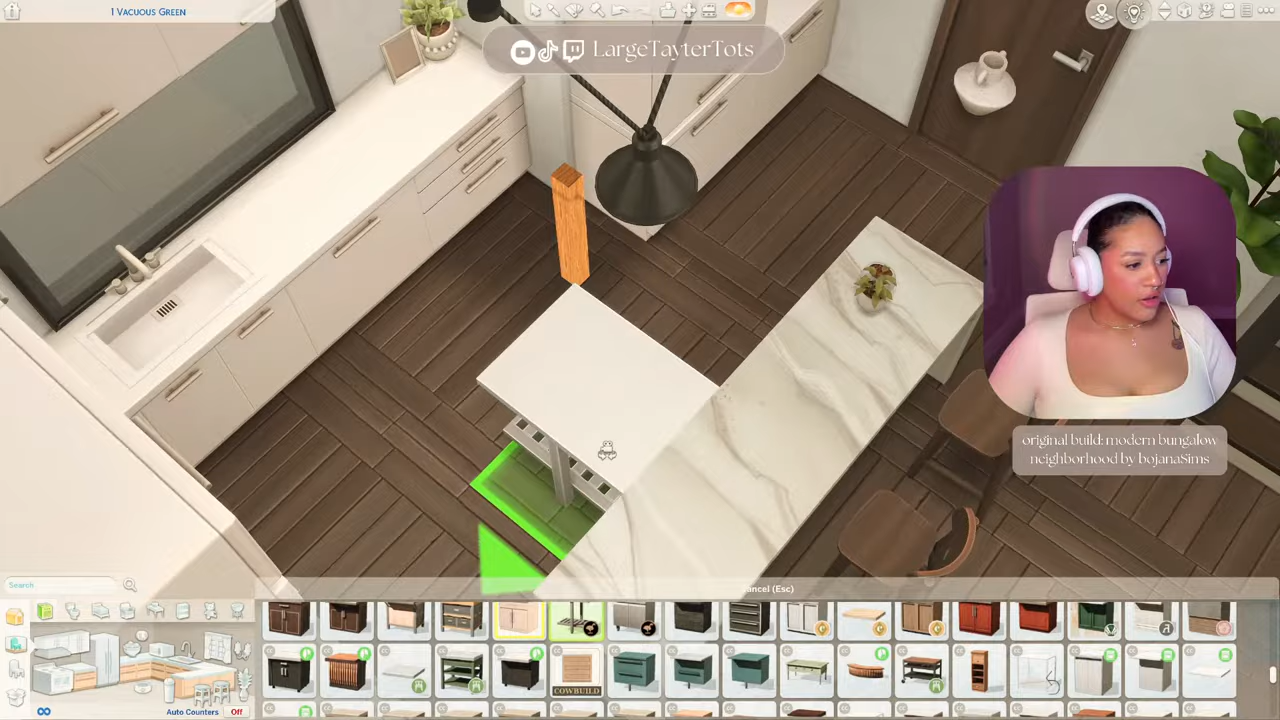 1 Vacuous Green
LargeTayterTots
original build: modern bungalow
neighborhood by bojanaSims
Cancel (Esc)
Search
COWBUILD
Auto Counters Off